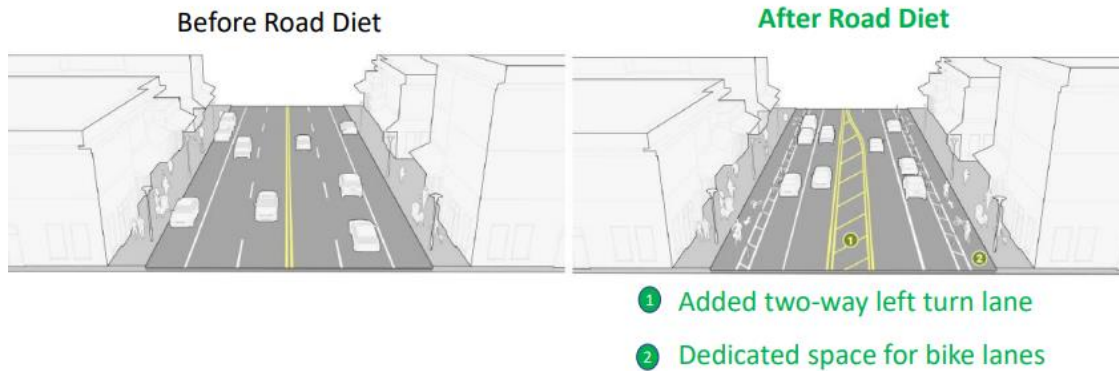 Before Road Diet
After Road Diet
1
2
1 Added two-way left turn lane
2 Dedicated space for bike lanes